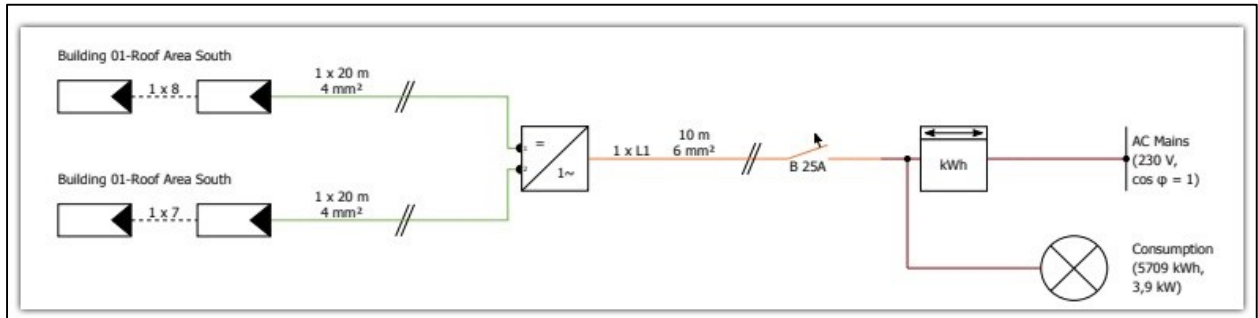 Building 01-Roof Area South
1 x 8
1 x 20 m
4 mm²
Building 01-Roof Area South
1 x 7
1 x 20 m
4 mm²
1
2
=
1~
1 x L1
10 m
6 mm²
B 25A
kWh
AC Mains
(230 V,
cos φ = 1)
Consumption
(5709 kWh,
3,9 kW)